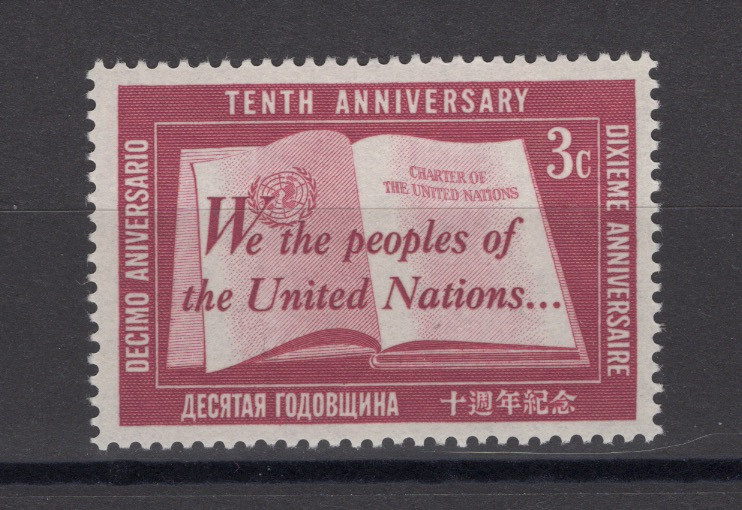 TENTH ANNIVERSARY
3c
DECIMO ANIVERSARIO
CHARTER OF
THE UNITED NATIONS
We the peoples of
the United Nations...
DIXIEME ANNIVERSAIRE
ДЕСЯТАЯ ГОДОВЩИНА
十週年紀念